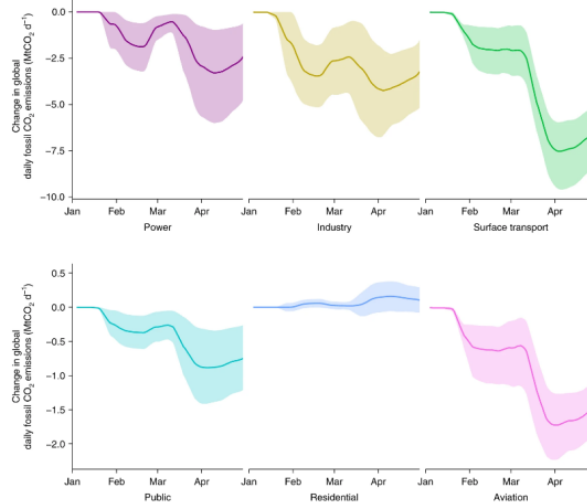 Change in global
daily fossil CO₂ emissions (MtCO₂ d⁻¹)
0.0
−2.5
−5.0
−7.5
−10.0
Jan Feb Mar Apr
Power
Jan Feb Mar Apr
Industry
Jan Feb Mar Apr
Surface transport
Change in global
daily fossil CO₂ emissions (MtCO₂ d⁻¹)
0.5
0.0
−0.5
−1.0
−1.5
−2.0
Jan Feb Mar Apr
Public
Jan Feb Mar Apr
Residential
Jan Feb Mar Apr
Aviation